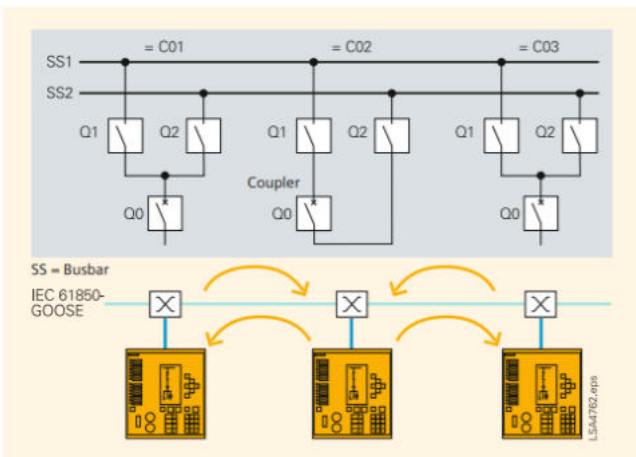 = C01 = C02 = C03
SS1
SS2
Q1 Q2 Q1 Q2 Q1 Q2
Coupler
Q0 Q0 Q0
SS = Busbar
IEC 61850-
GOOSE
LSA4762.eps